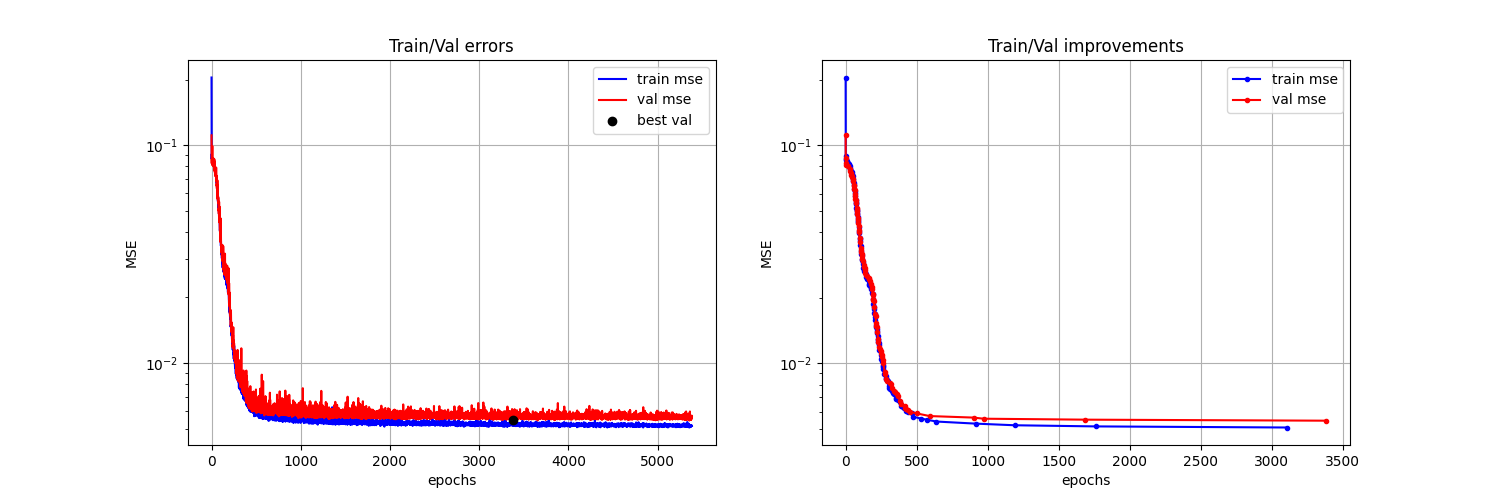 Train/Val errors
train mse
val mse
best val
10⁻¹
10⁻²
MSE
0 1000 2000 3000 4000 5000
epochs
Train/Val improvements
train mse
val mse
10⁻¹
10⁻²
MSE
0 500 1000 1500 2000 2500 3000 3500
epochs